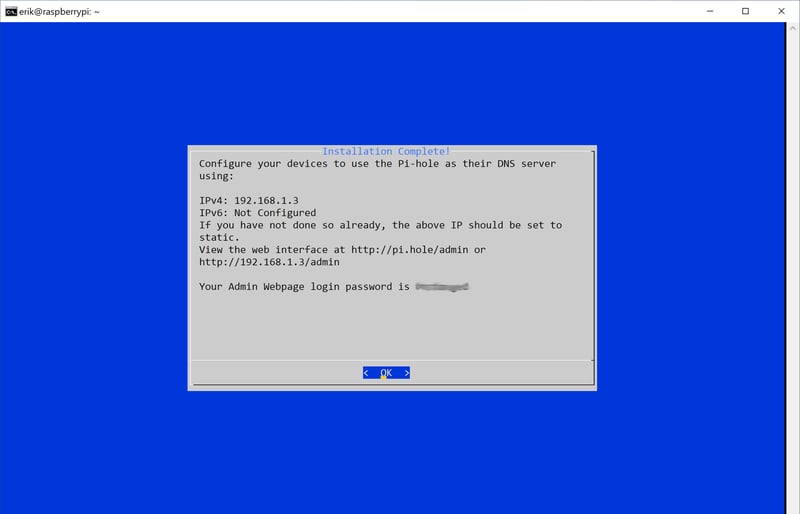 erik@raspberrypi: ~
Installation Complete!
Configure your devices to use the Pi-hole as their DNS server
using:
IPv4: 192.168.1.3
IPv6: Not Configured
If you have not done so already, the above IP should be set to
static.
View the web interface at http://pi.hole/admin or
http://192.168.1.3/admin
Your Admin Webpage login password is
< OK >